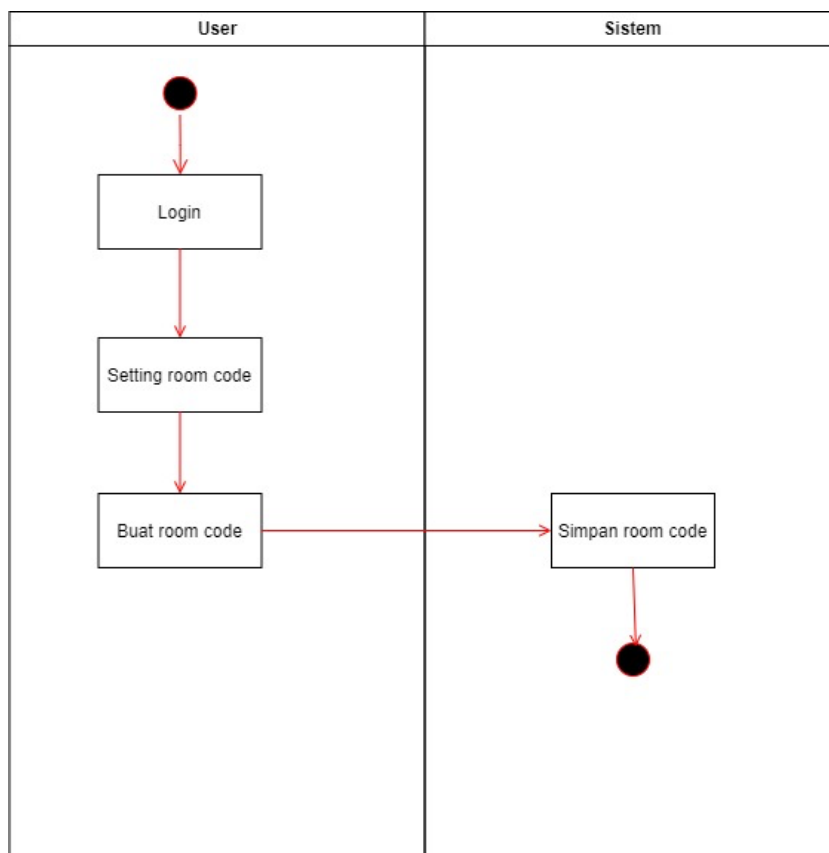 User
Sistem
Login
Setting room code
Buat room code
Simpan room code